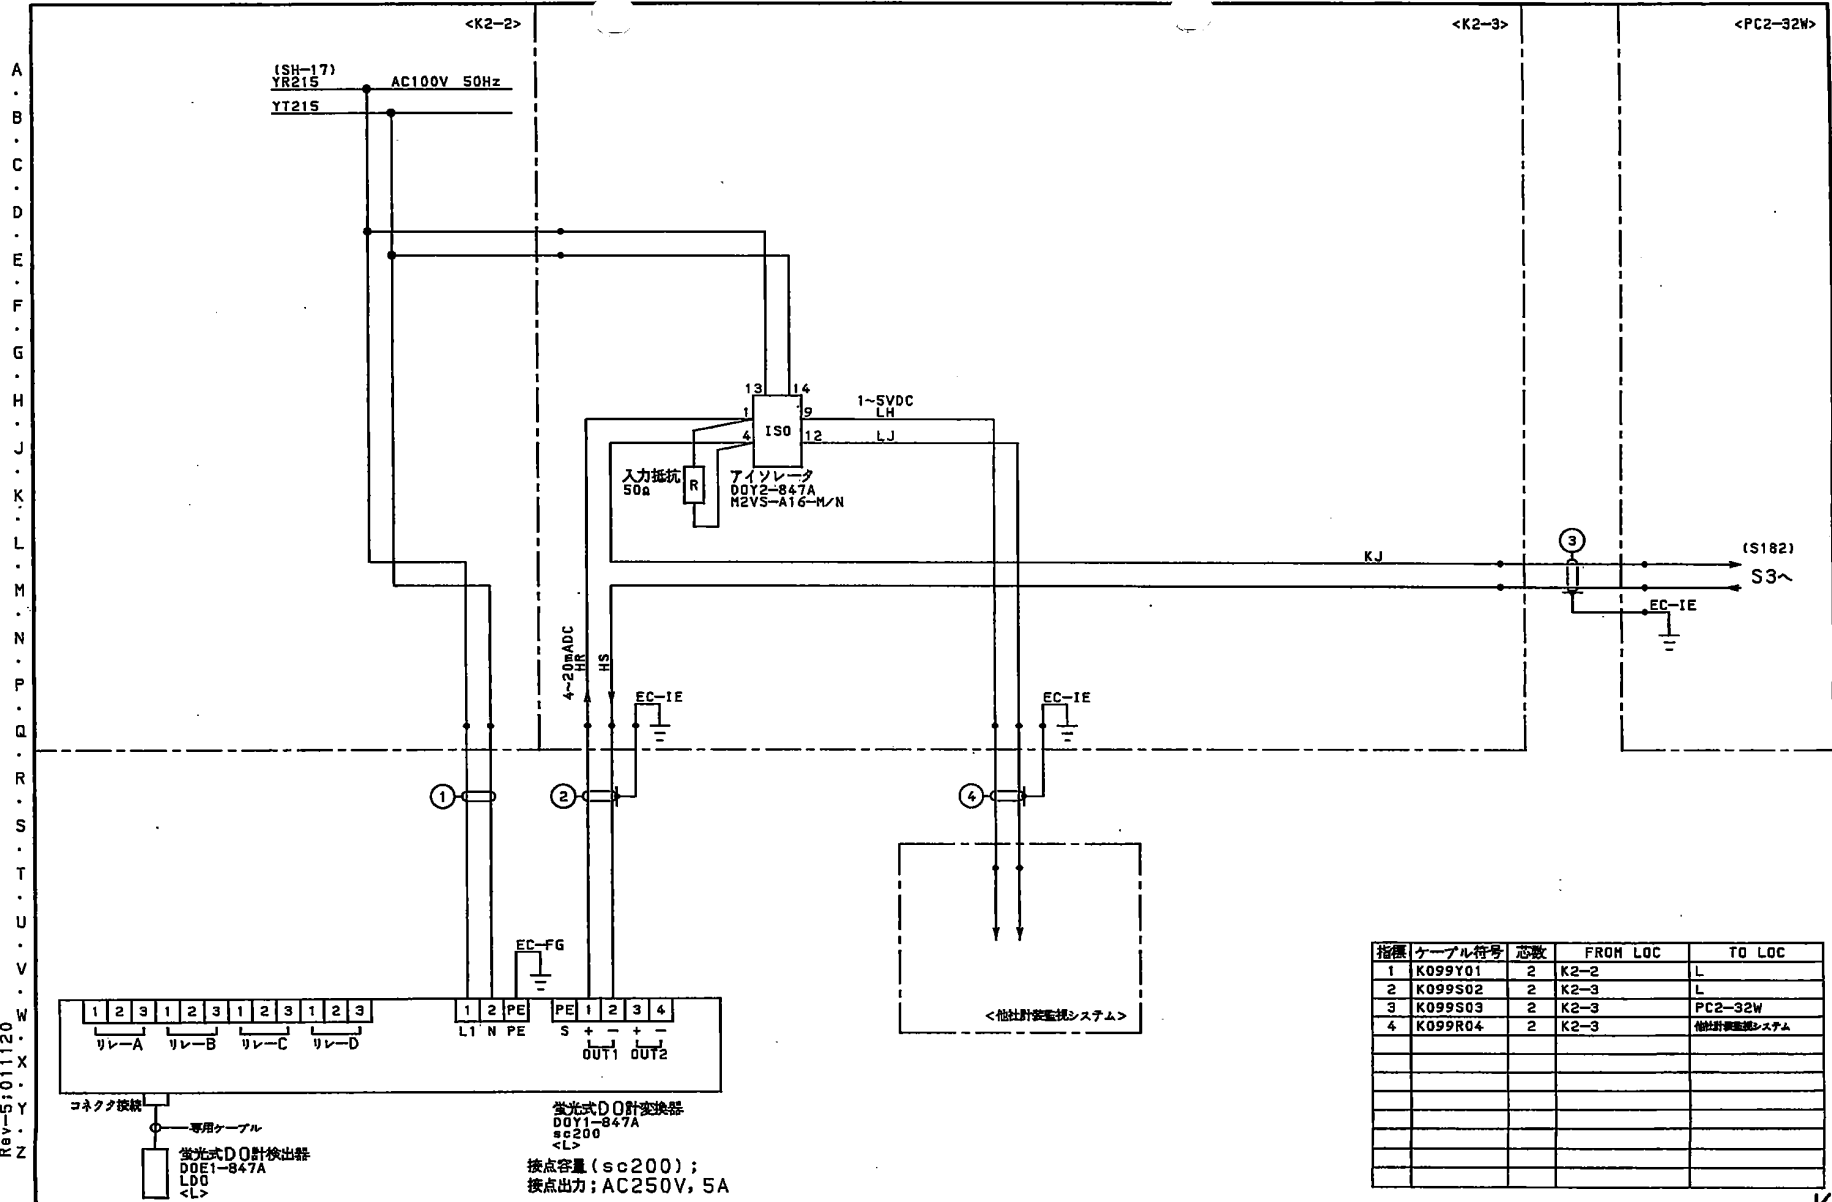 <K2-2>
<K2-3>
<PC2-32W>
A
B
C
D
E
F
G
H
J
K
L
M
N
P
Q
R
S
T
U
V
W
X
Y
Z
Rev-5;011120
(SH-17)
YR215 AC100V 50Hz
YT215
13 14
1 9
ISO
4 12
1~5VDC
LH
LJ
入力抵抗
50Ω
R
アイソレータ
DOY2-847A
M2VS-A16-M/N
KJ
3
(S182)
S3へ
EC-IE
4~20mADC
HR
HS
EC-IE
EC-IE
1
2
4
EC-FG
1 2 3 1 2 3 1 2 3 1 2 3
リレーA リレーB リレーC リレーD
1 2 PE
L1 N PE
PE 1 2 3 4
S + - + -
OUT1 OUT2
コネクタ接続
専用ケーブル
蛍光式DO計検出器
DOE1-847A
LDO
<L>
蛍光式DO計変換器
DOY1-847A
sc200
<L>
接点容量(sc200);
接点出力;AC250V,5A
<他社計装監視システム>
指標 ケーブル符号 芯数 FROM LOC TO LOC
1 K099Y01 2 K2-2 L
2 K099S02 2 K2-3 L
3 K099S03 2 K2-3 PC2-32W
4 K099R04 2 K2-3 他社計装監視システム